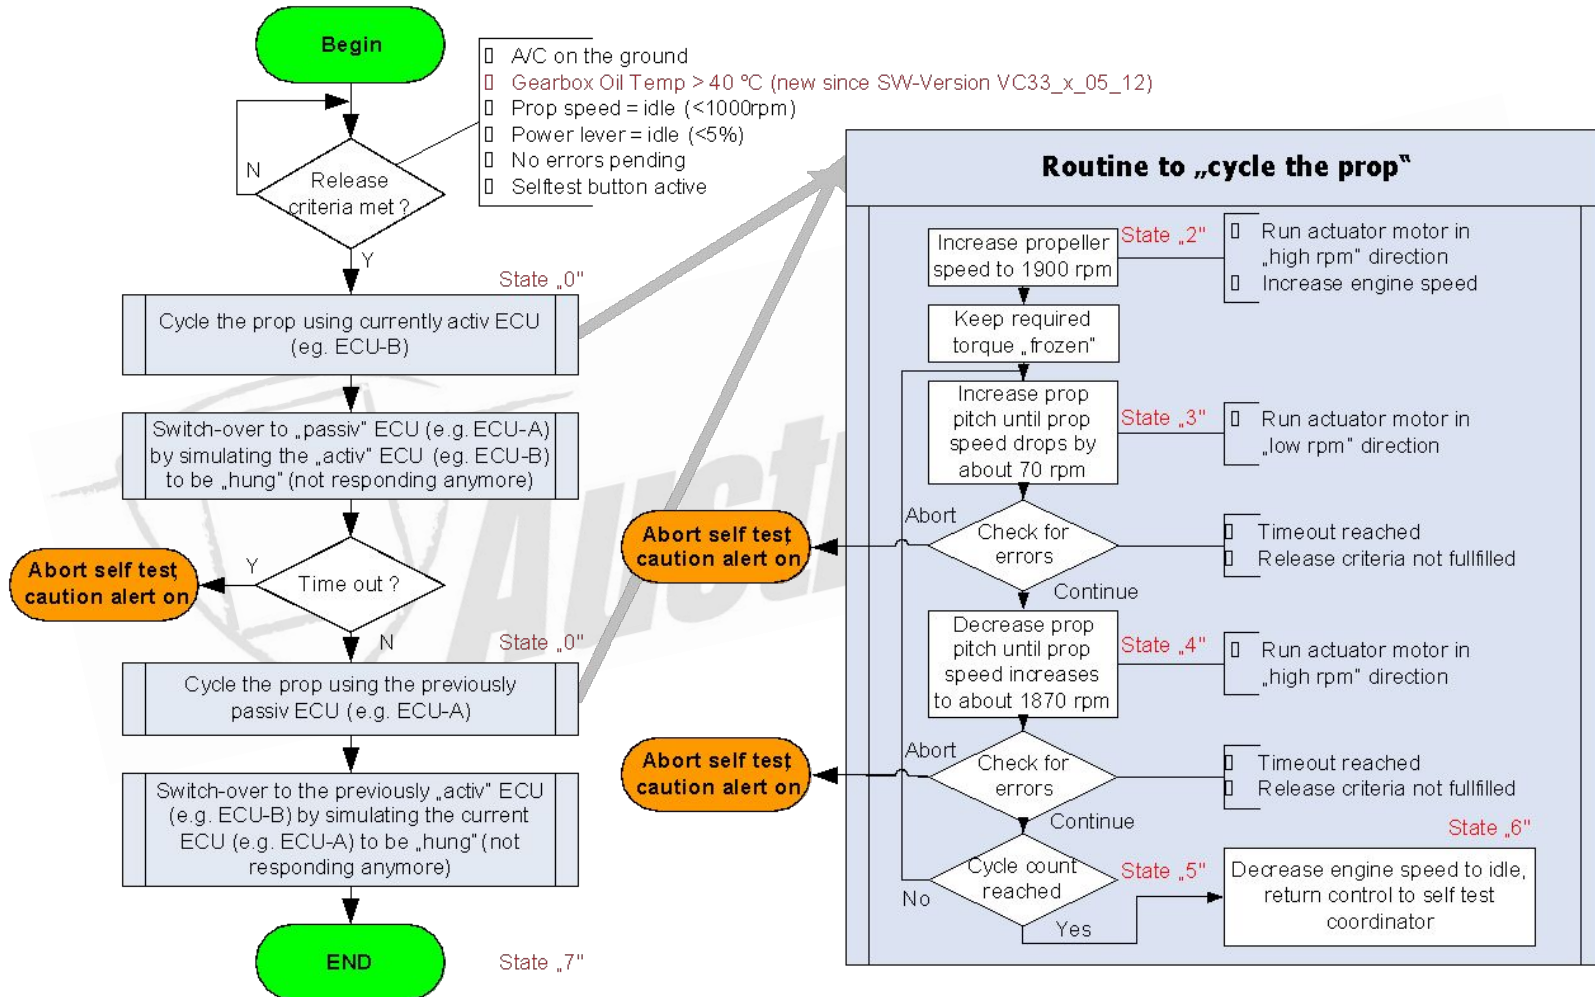 Begin
A/C on the ground
Gearbox Oil Temp > 40 °C (new since SW-Version VC33_x_05_12)
Prop speed = idle (<1000rpm)
Power lever = idle (<5%)
No errors pending
Selftest button active
N
Release
criteria met ?
Y
State „0"
Cycle the prop using currently activ ECU
(eg. ECU-B)
Switch-over to „passiv" ECU (e.g. ECU-A)
by simulating the „activ" ECU (eg. ECU-B)
to be „hung" (not responding anymore)
Y
Time out ?
Abort self test,
caution alert on
N
State „0"
Cycle the prop using the previously
passiv ECU (e.g. ECU-A)
Switch-over to the previously „activ" ECU
(e.g. ECU-B) by simulating the current
ECU (e.g. ECU-A) to be „hung" (not
responding anymore)
END
State „7"
Routine to „cycle the prop“
Increase propeller
speed to 1900 rpm
State „2"
Run actuator motor in
„high rpm" direction
Increase engine speed
Keep required
torque „frozen"
Increase prop
pitch until prop
speed drops by
about 70 rpm
State „3"
Run actuator motor in
„low rpm" direction
Abort
Abort self test,
caution alert on
Check for
errors
Timeout reached
Release criteria not fullfilled
Continue
Decrease prop
pitch until prop
speed increases
to about 1870 rpm
State „4"
Run actuator motor in
„high rpm" direction
Abort
Abort self test,
caution alert on
Check for
errors
Timeout reached
Release criteria not fullfilled
Continue
Cycle count
reached
State „5"
No
Yes
State „6"
Decrease engine speed to idle,
return control to self test
coordinator
Austr